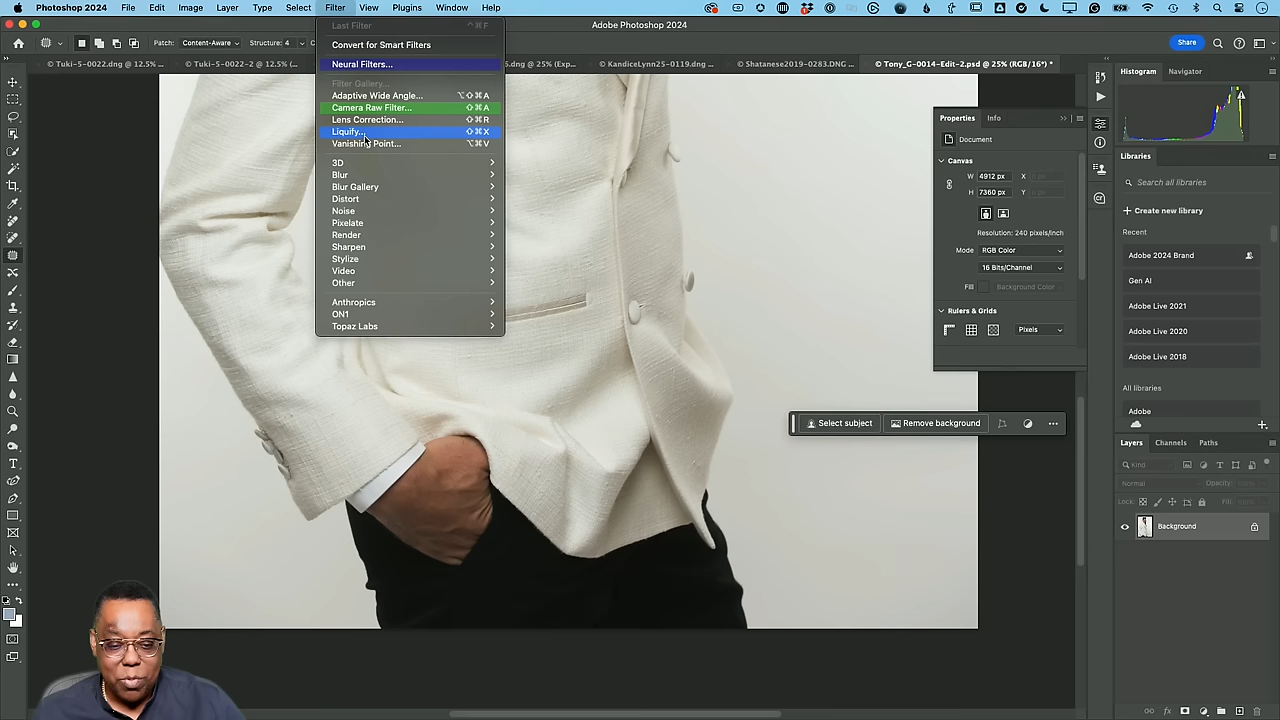 Photoshop 2024 File Edit Image Layer Type Select Filter View Plugins Window Help
Adobe Photoshop 2024
Patch: Content-Aware Structure: 4
Share
Tuki-5-0022 @ 12.5% ( ...
Tuki-5-0022-2 @ 12.5% (...
5.dng @ 25% (Exp...
© KandiceLynn25-0119.dng ...
© Shatanese2019-0283.DNG ...
© Tony_G-0014-Edit-2.psd @ 25% (RGB/16*) *
Last Filter ^⌘F
Convert for Smart Filters
Neural Filters...
Filter Gallery...
Adaptive Wide Angle... ⌥⇧⌘A
Camera Raw Filter... ⇧⌘A
Lens Correction... ⇧⌘R
Liquify... ⇧⌘X
Vanishing Point... ⌥⌘V
3D
Blur
Blur Gallery
Distort
Noise
Pixelate
Render
Sharpen
Stylize
Video
Other
Anthropics
ON1
Topaz Labs
Select subject Remove background
Properties Info
Document
Canvas
W 4912 px X
H 7360 px Y
Resolution: 240 pixels/inch
Mode RGB Color
16 Bits/Channel
Fill Background Color
Rulers & Grids
Pixels
Histogram Navigator
Libraries
Search all libraries
Create new library
Recent
Adobe 2024 Brand
Gen AI
Adobe Live 2021
Adobe Live 2020
Adobe Live 2018
All libraries
Adobe
Layers Channels Paths
Kind
Normal Opacity:
Lock: Fill:
Background